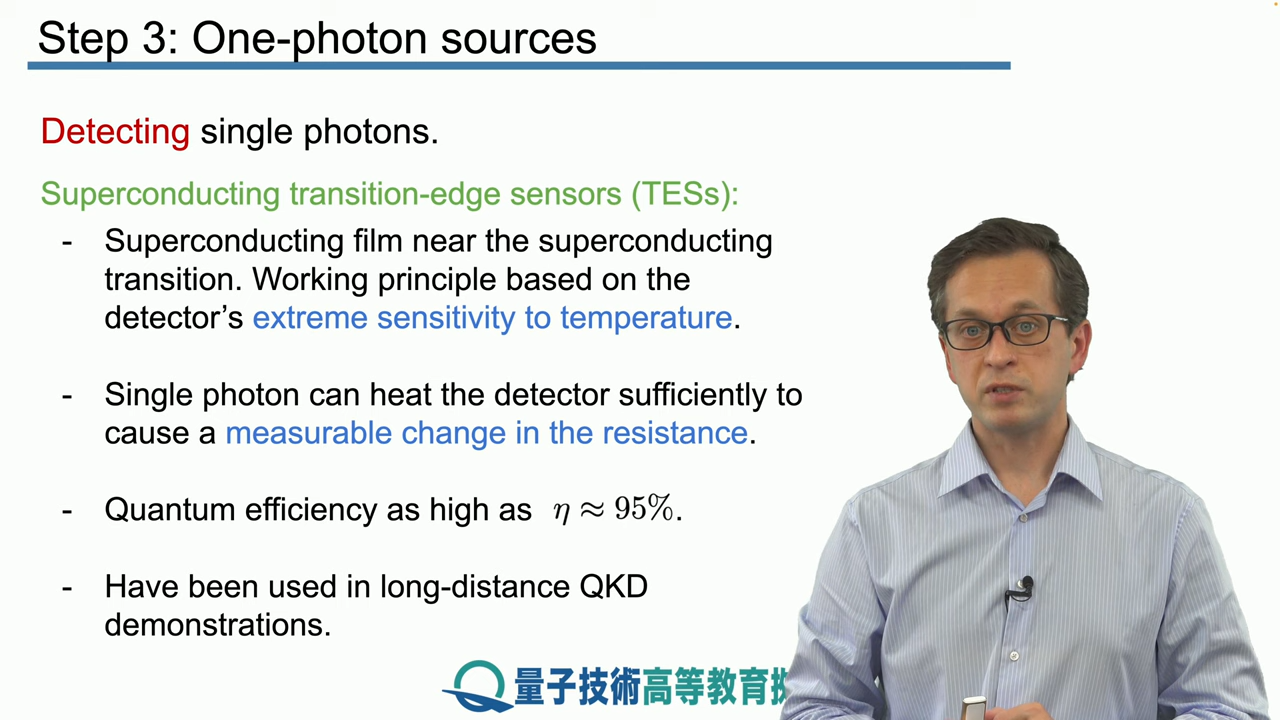 Step 3: One-photon sources
Detecting single photons.
Superconducting transition-edge sensors (TESs):
- Superconducting film near the superconducting
transition. Working principle based on the
detector’s extreme sensitivity to temperature.
- Single photon can heat the detector sufficiently to
cause a measurable change in the resistance.
- Quantum efficiency as high as η ≈ 95%.
- Have been used in long-distance QKD
demonstrations.
量子技術高等教育拠